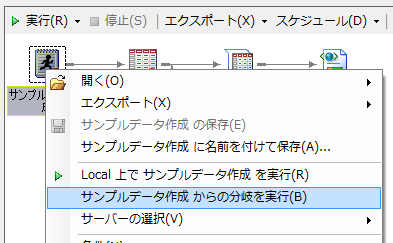 実行(R) 停止(S) エクスポート(X) スケジュール(D)
サンプル
開く(O)
エクスポート(X)
サンプルデータ作成 の保存(E)
サンプルデータ作成 に名前を付けて保存(A)...
Local 上で サンプルデータ作成 を実行(R)
サンプルデータ作成 からの分岐を実行(B)
サーバーの選択(V)